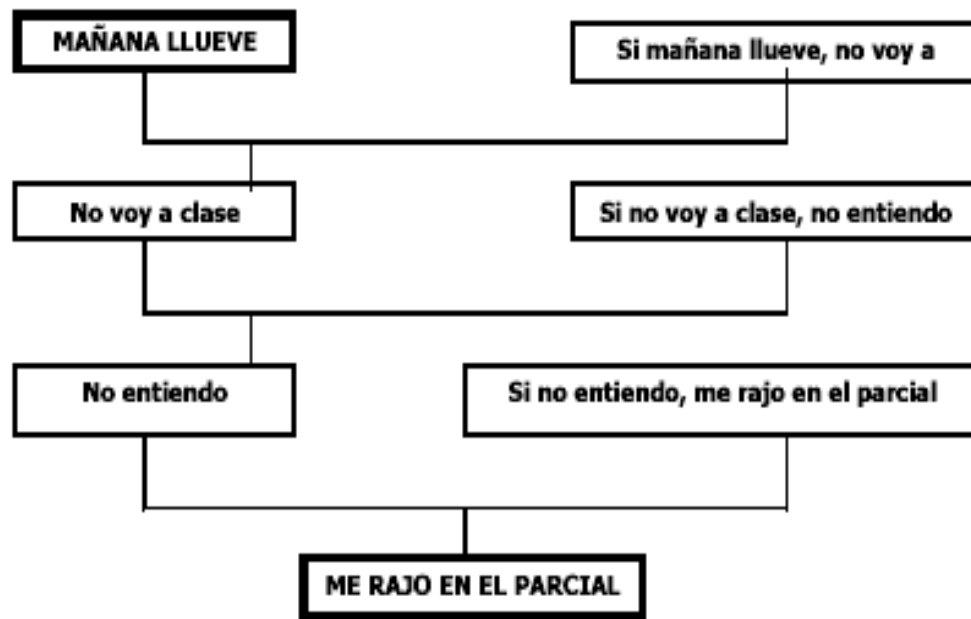 MAÑANA LLUEVE
Si mañana llueve, no voy a
No voy a clase
Si no voy a clase, no entiendo
No entiendo
Si no entiendo, me rajo en el parcial
ME RAJO EN EL PARCIAL